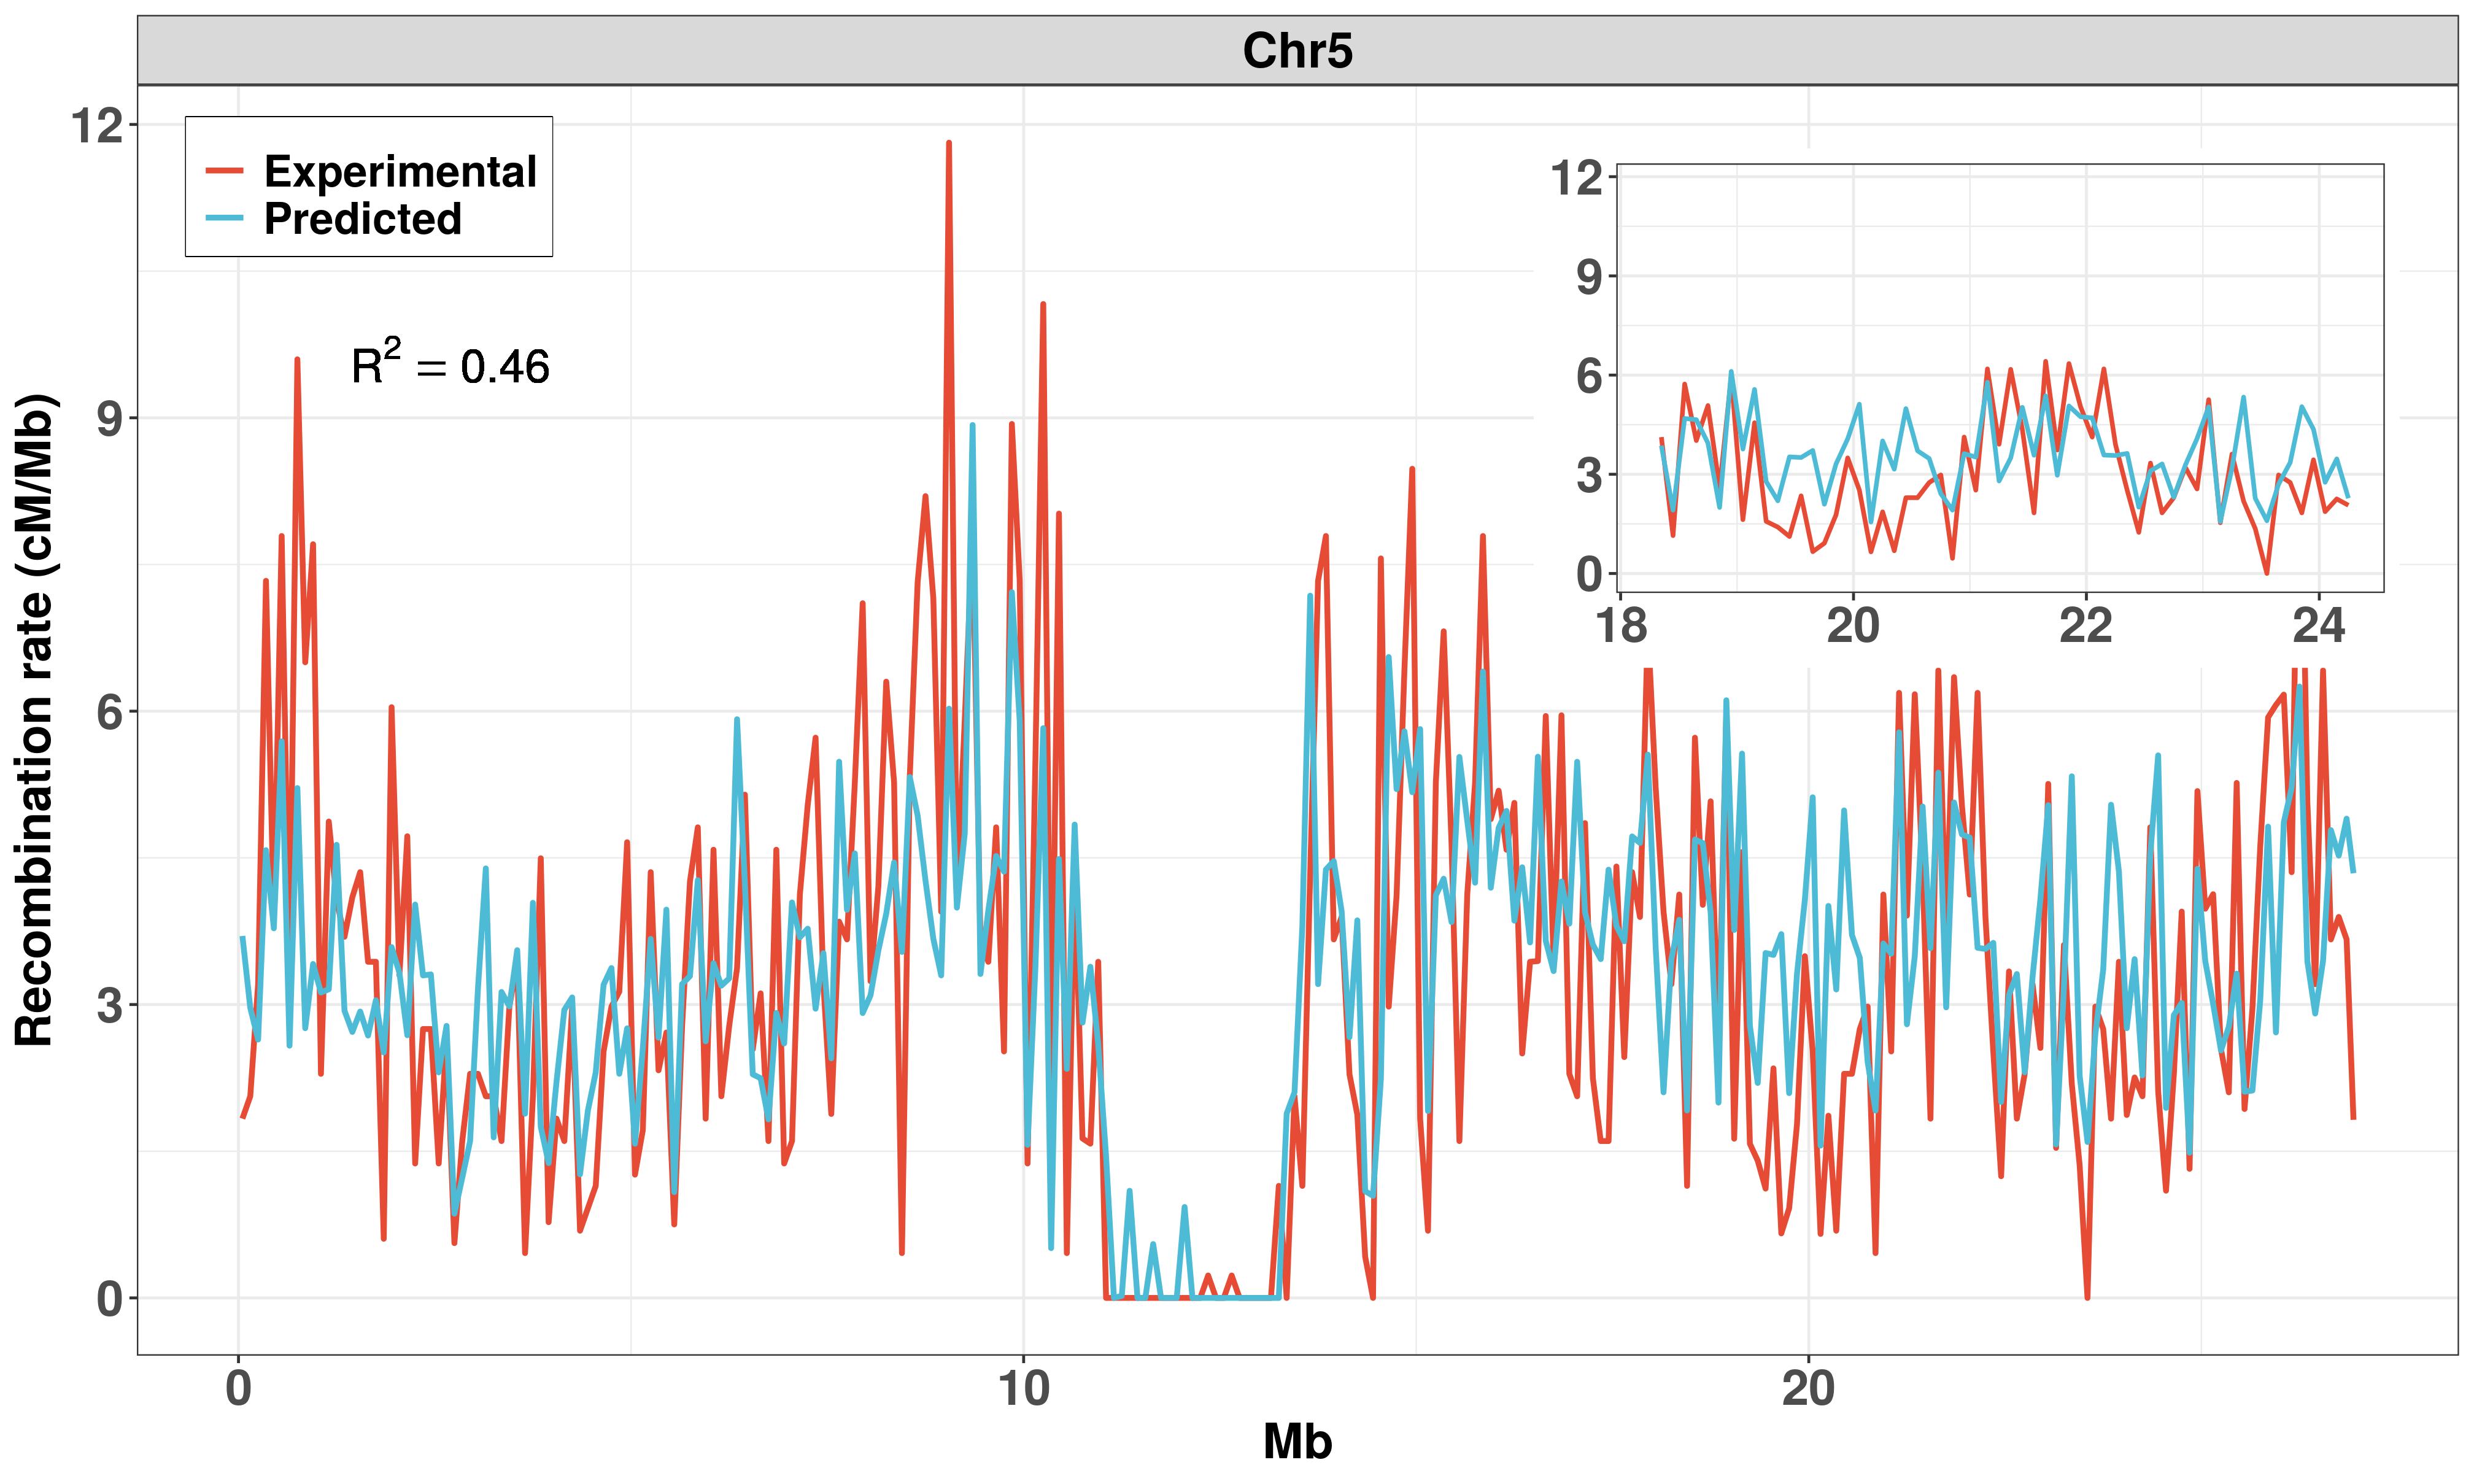 Chr5
Recombination rate (cM/Mb)
12
9
6
3
0
Experimental
Predicted
R² = 0.46
12
9
6
3
0
18 20 22 24
0 10 20
Mb